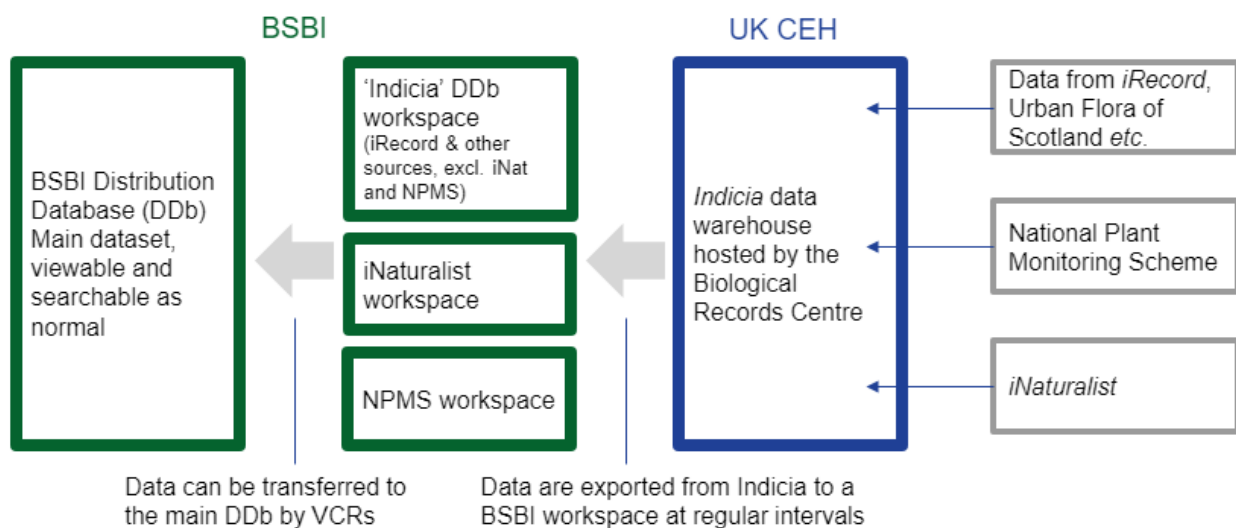 BSBI
UK CEH
BSBI Distribution
Database (DDb)
Main dataset,
viewable and
searchable as
normal
‘Indicia’ DDb
workspace
(iRecord & other
sources, excl. iNat
and NPMS)
iNaturalist
workspace
NPMS workspace
Indicia data
warehouse
hosted by the
Biological
Records Centre
Data from iRecord,
Urban Flora of
Scotland etc.
National Plant
Monitoring Scheme
iNaturalist
Data can be transferred to
the main DDb by VCRs
Data are exported from Indicia to a
BSBI workspace at regular intervals